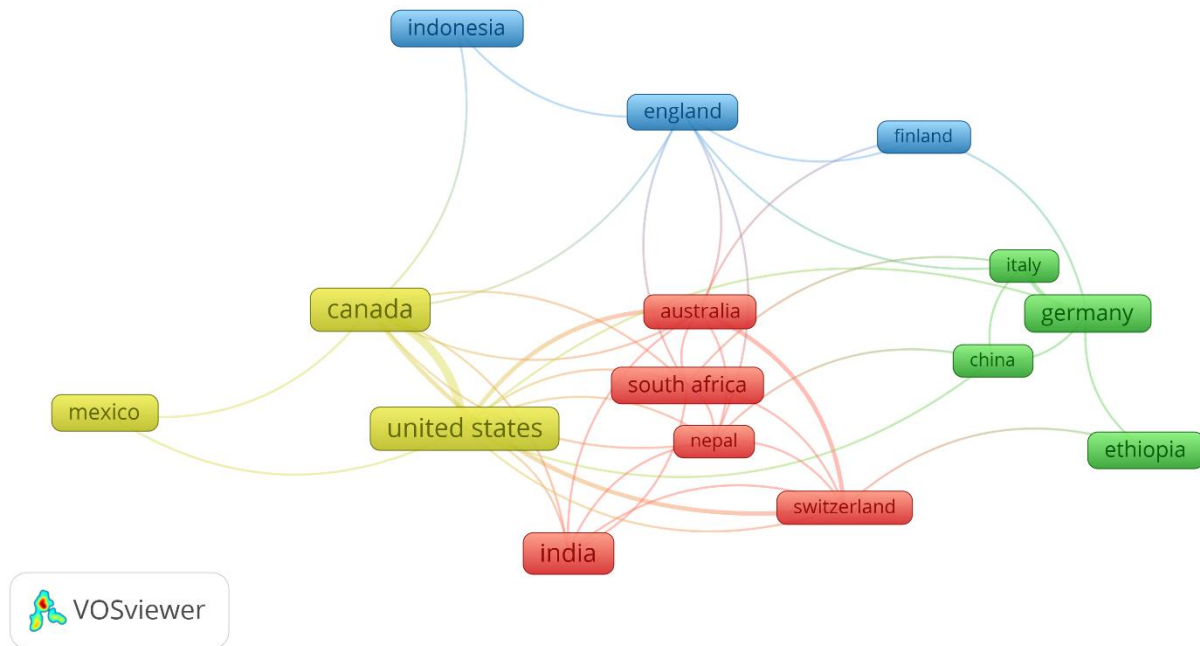 indonesia
england
finland
italy
canada
australia
germany
china
south africa
mexico
united states
nepal
ethiopia
switzerland
india
VOSviewer